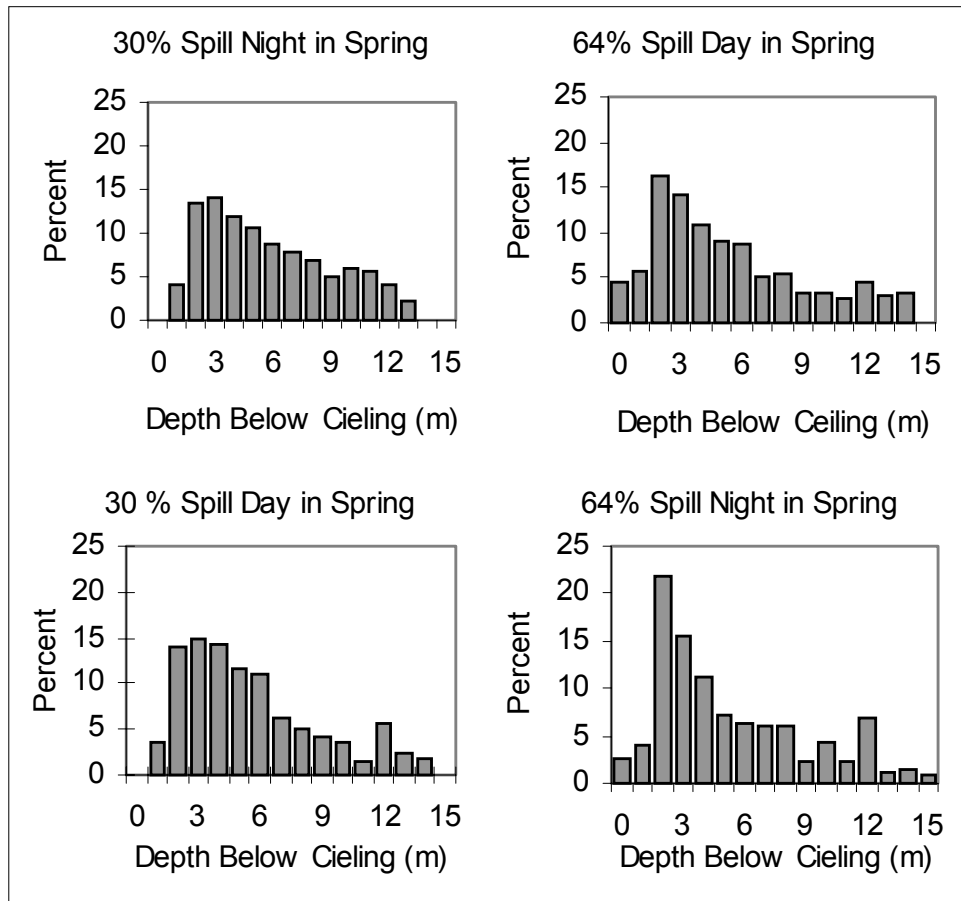 30% Spill Night in Spring
25
20
15
10
5
0
Percent
0 3 6 9 12 15
Depth Below Cieling (m)
64% Spill Day in Spring
25
20
15
10
5
0
Percent
0 3 6 9 12 15
Depth Below Ceiling (m)
30 % Spill Day in Spring
25
20
15
10
5
0
Percent
0 3 6 9 12 15
Depth Below Cieling (m)
64% Spill Night in Spring
25
20
15
10
5
0
Percent
0 3 6 9 12 15
Depth Below Cieling (m)